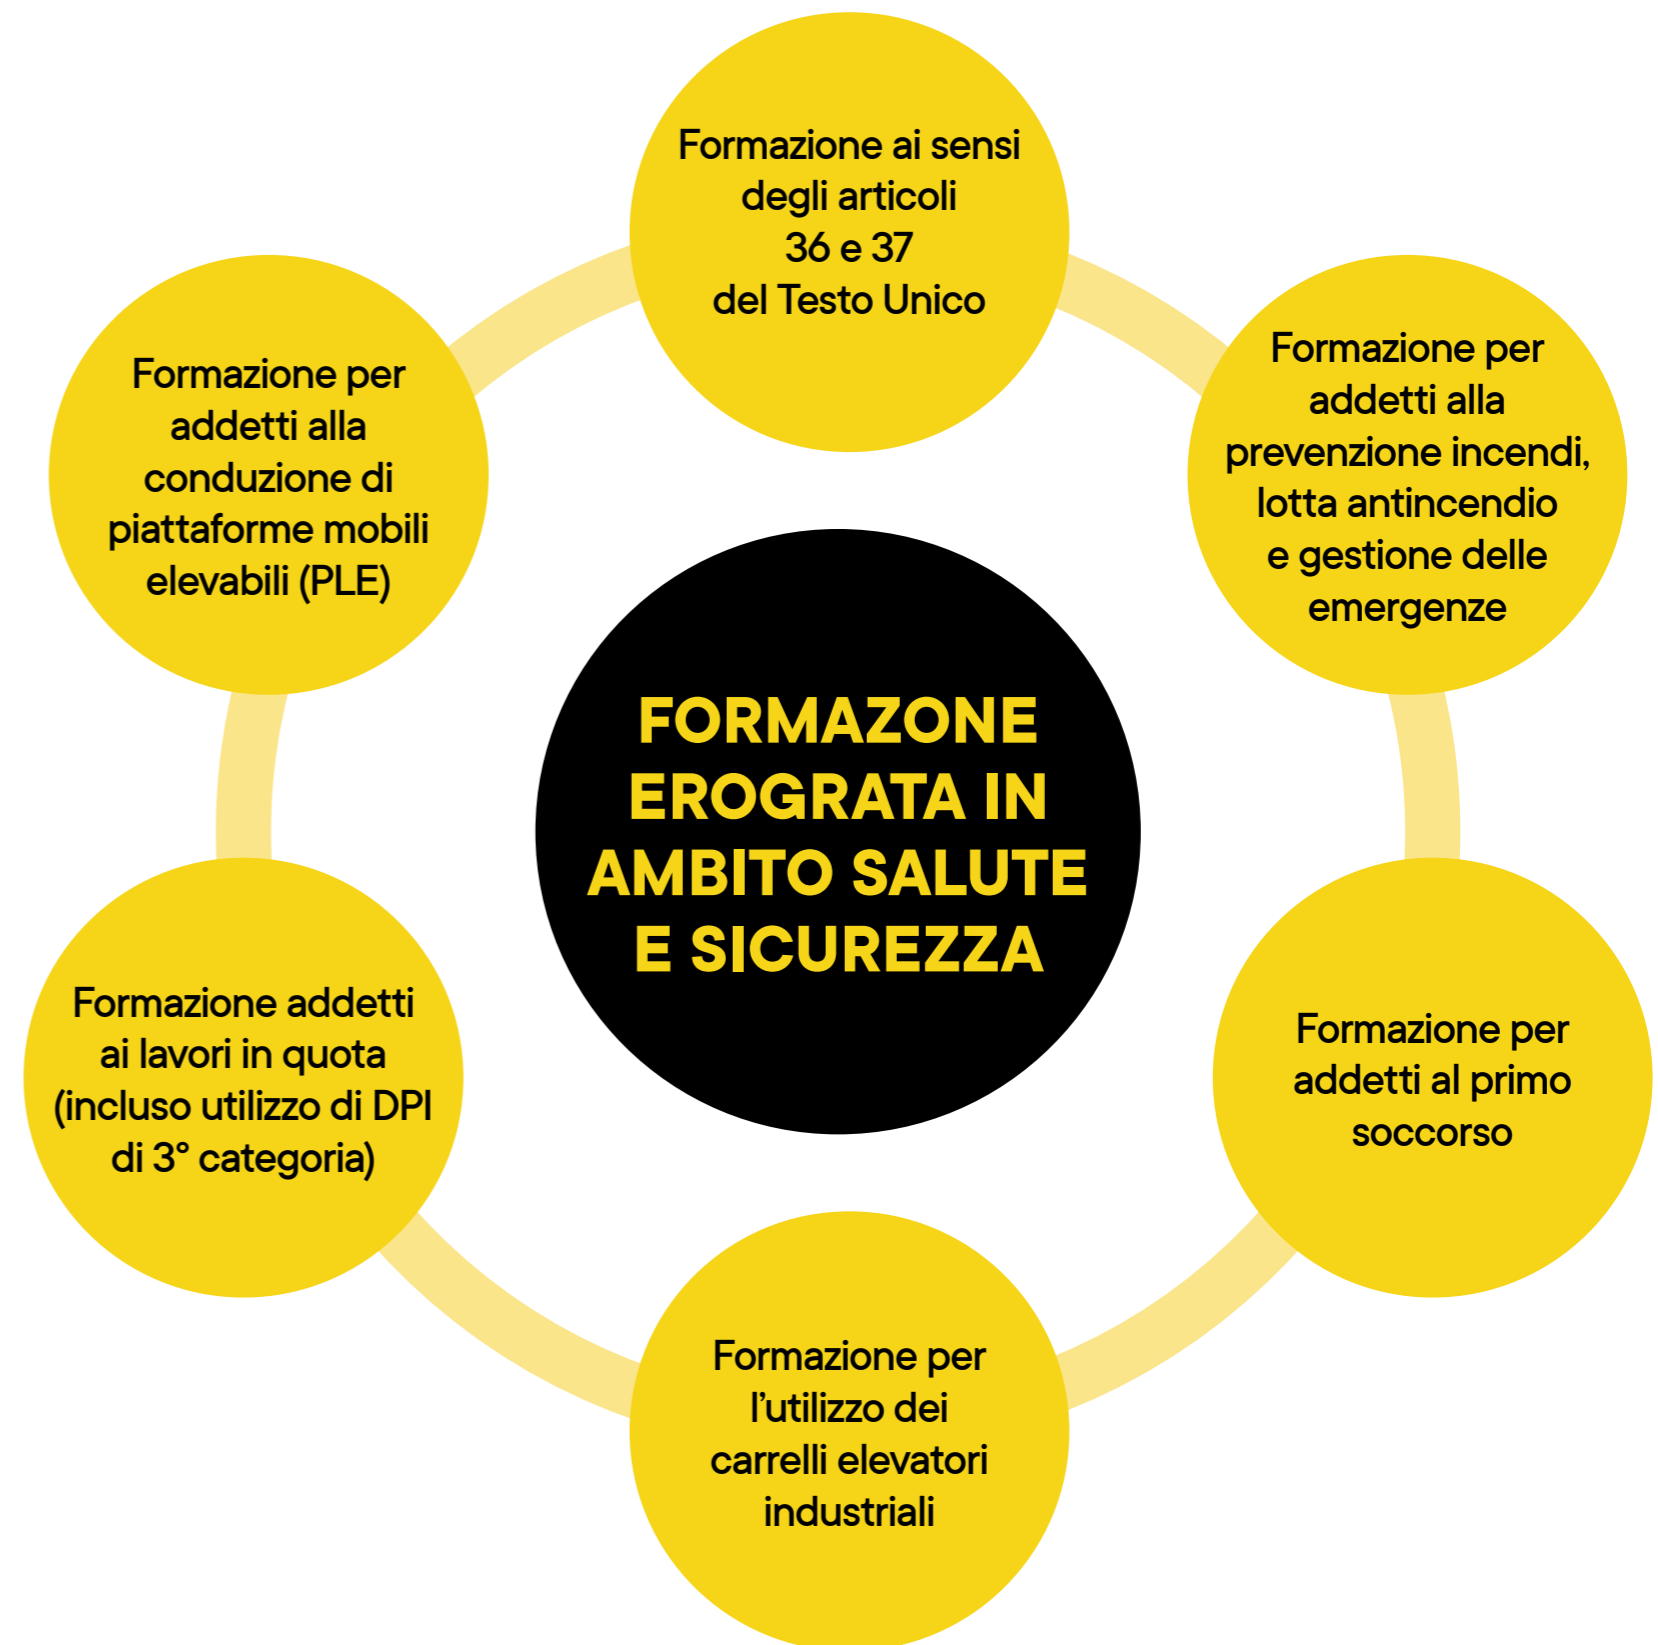 Formazione ai sensi
degli articoli
36 e 37
del Testo Unico
Formazione per
addetti alla
prevenzione incendi,
lotta antincendio
e gestione delle
emergenze
Formazione per
addetti al primo
soccorso
Formazione per
l’utilizzo dei
carrelli elevatori
industriali
Formazione addetti
ai lavori in quota
(incluso utilizzo di DPI
di 3° categoria)
Formazione per
addetti alla
conduzione di
piattaforme mobili
elevabili (PLE)
FORMAZONE
EROGRATA IN
AMBITO SALUTE
E SICUREZZA